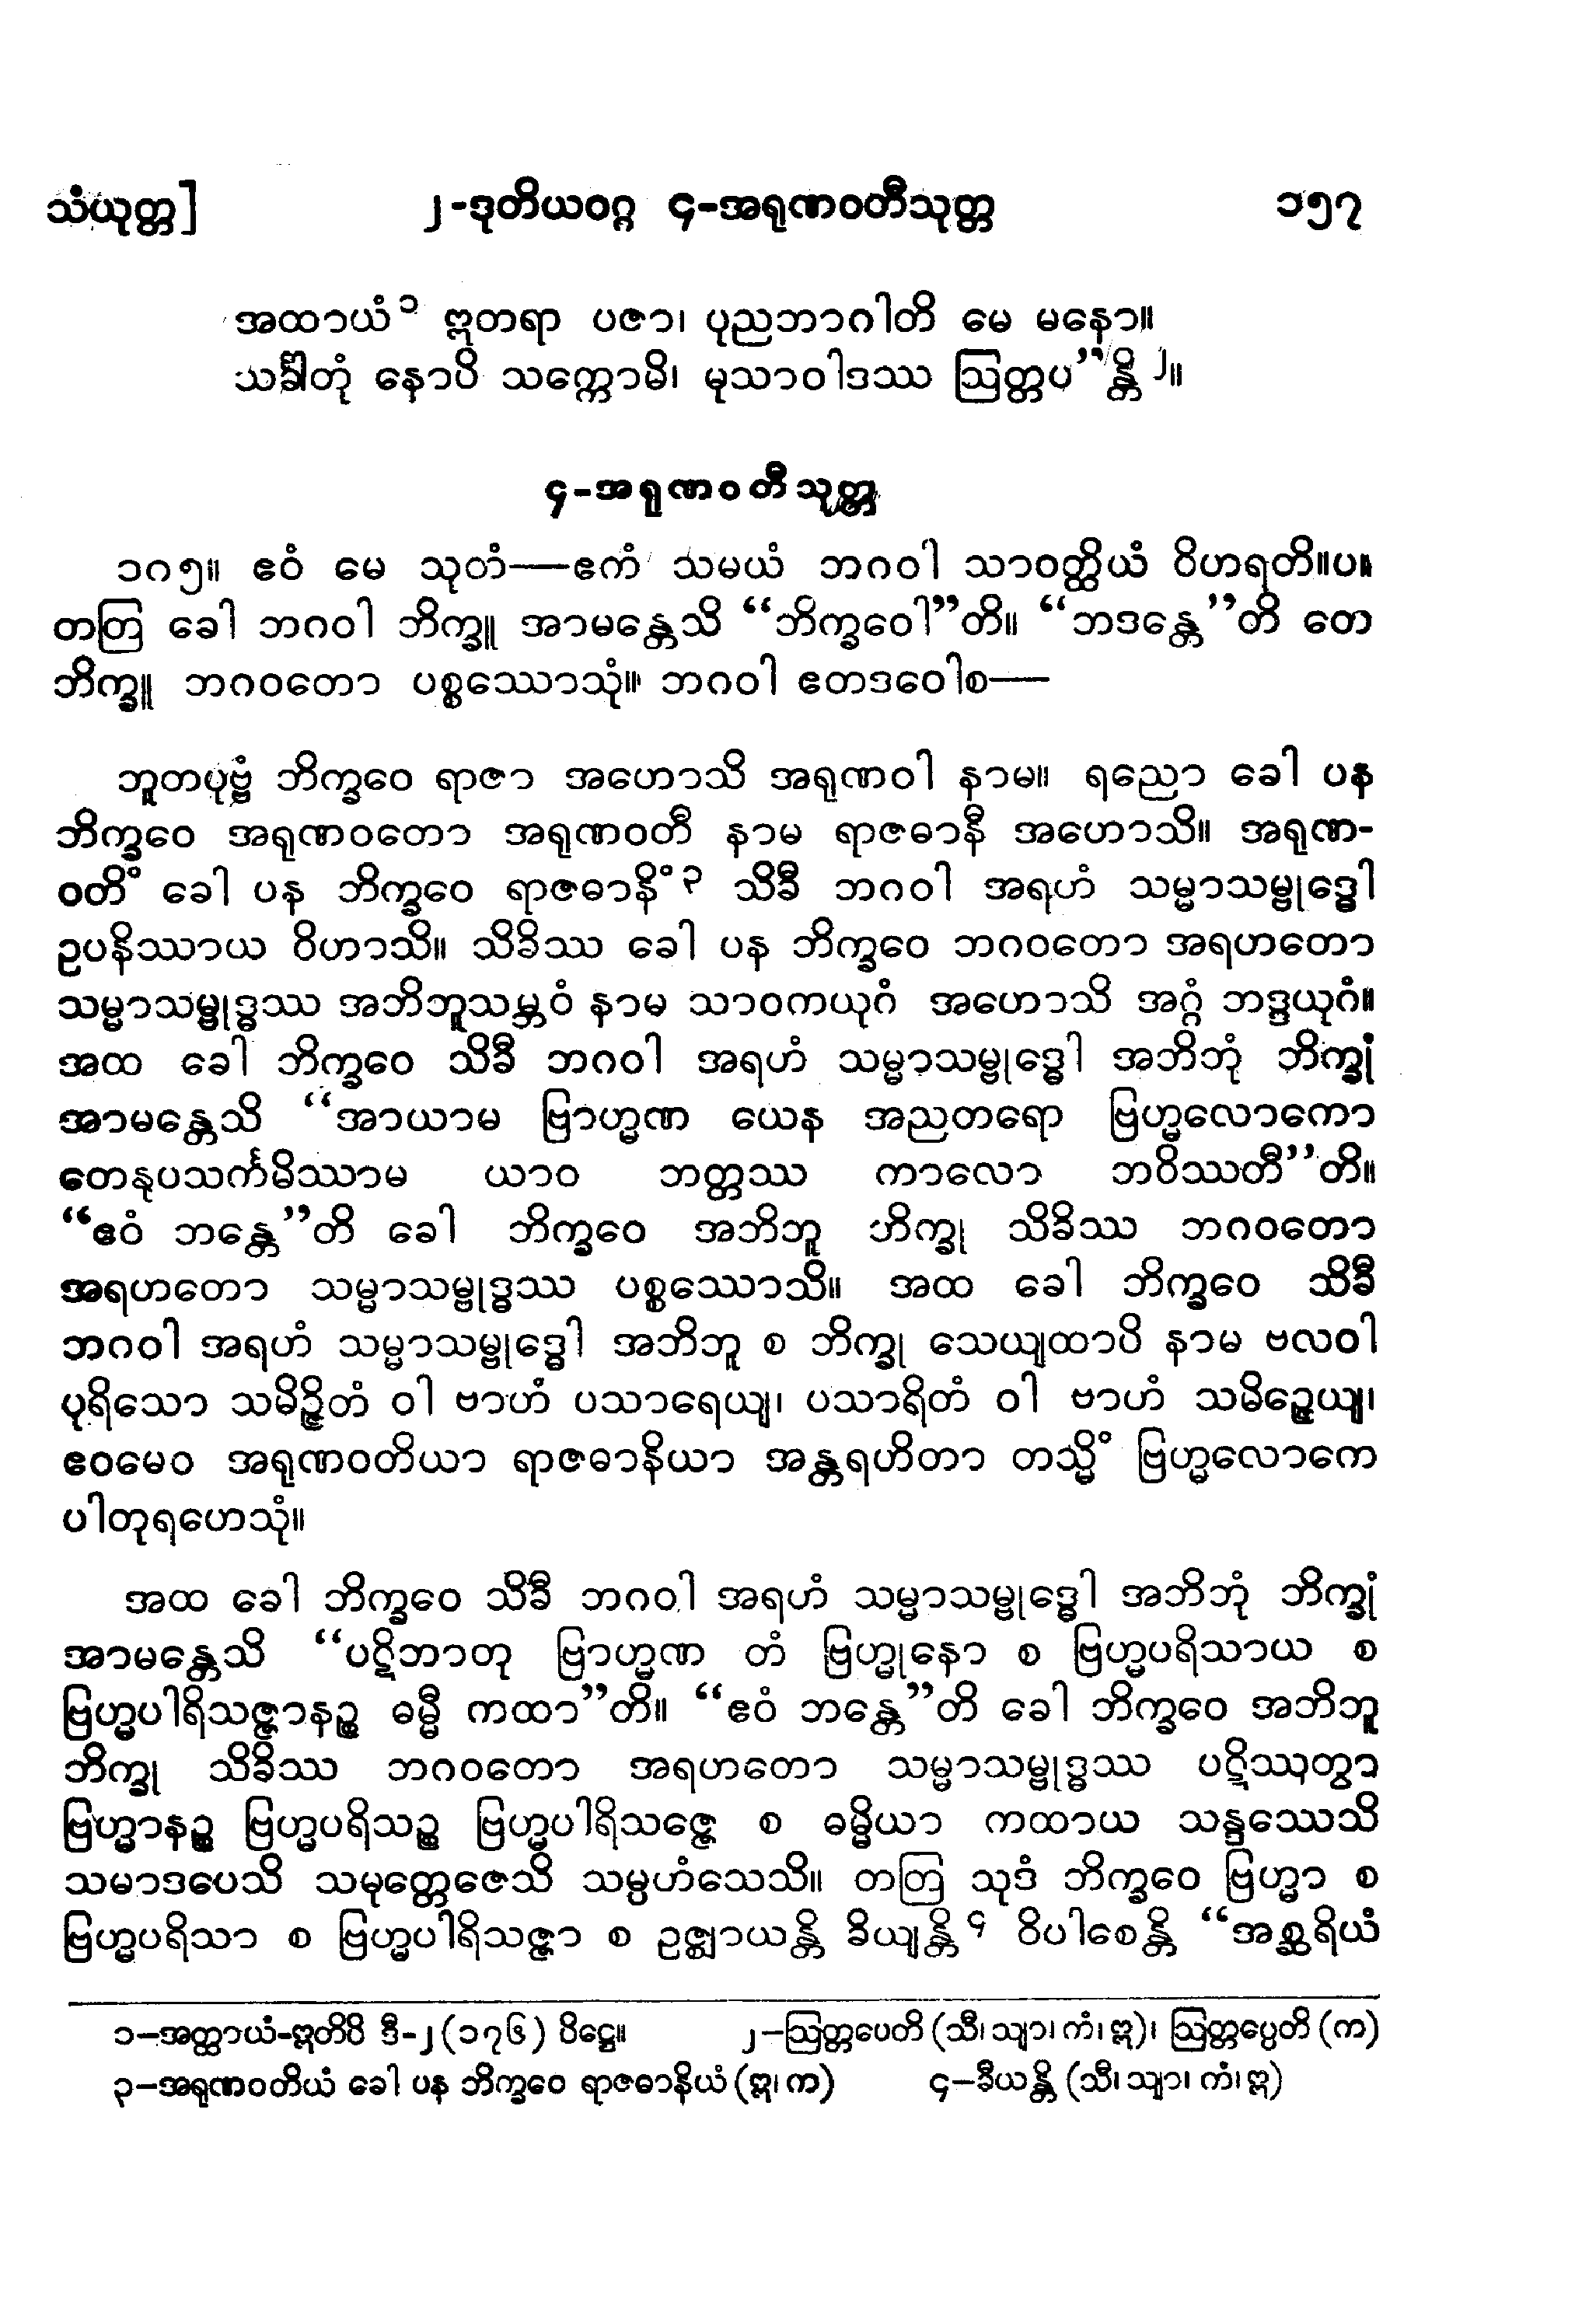 သံယုတ္တ] ၂-ဒုတိယဝဂ္ဂ ၄-အရုဏဝတီသုတ္တ ၁၅၇
အထာယံ ၁ ဣတရာ ပဇာ၊ ပုညဘာဂါတိ မေ မနော။
သင်္ခါတုံ နောပိ သက္ကောမိ၊ မုသာဝါဒဿ ဩတ္တပ”န္တိ ၂။
၄-အရုဏဝတီသုတ္တ
၁၈၅။ ဧဝံ မေ သုတံ—ဧကံ သမယံ ဘဂဝါ သာဝတ္ထိယံ ဝိဟရတိ။ပ။
တတြ ခေါ ဘဂဝါ ဘိက္ခူ အာမန္တေသိ “ဘိက္ခဝေါ”တိ။ “ဘဒန္တေ”တိ တေ
ဘိက္ခူ ဘဂဝတော ပစ္စဿောသုံ။ ဘဂဝါ ဧတဒဝေါစ—
ဘူတပုဗ္ဗံ ဘိက္ခဝေ ရာဇာ အဟောသိ အရုဏဝါ နာမ။ ရညော ခေါ ပန
ဘိက္ခဝေ အရုဏဝတော အရုဏဝတီ နာမ ရာဇဓာနီ အဟောသိ။ အရုဏ-
ဝတိံ ခေါ ပန ဘိက္ခဝေ ရာဇဓာနိံ ၃ သိခီ ဘဂဝါ အရဟံ သမ္မာသမ္ဗုဒ္ဓေါ
ဥပနိဿာယ ဝိဟာသိ။ သိခိဿ ခေါ ပန ဘိက္ခဝေ ဘဂဝတော အရဟတော
သမ္မာသမ္ဗုဒ္ဓဿ အဘိဘူသမ္ဘဝံ နာမ သာဝကယုဂံ အဟောသိ အဂ္ဂံ ဘဒ္ဒယုဂံ။
အထ ခေါ ဘိက္ခဝေ သိခီ ဘဂဝါ အရဟံ သမ္မာသမ္ဗုဒ္ဓေါ အဘိဘုံ ဘိက္ခုံ
အာမန္တေသိ “အာယာမ ဗြာဟ္မဏ ယေန အညတရော ဗြဟ္မလောကော
တေနုပသင်္ကမိဿာမ ယာဝ ဘတ္တဿ ကာလော ဘဝိဿတီ”တိ။
“ဧဝံ ဘန္တေ”တိ ခေါ ဘိက္ခဝေ အဘိဘူ ဘိက္ခု သိခိဿ ဘဂဝတော
အရဟတော သမ္မာသမ္ဗုဒ္ဓဿ ပစ္စဿောသိ။ အထ ခေါ ဘိက္ခဝေ သိခီ
ဘဂဝါ အရဟံ သမ္မာသမ္ဗုဒ္ဓေါ အဘိဘူ စ ဘိက္ခု သေယျထာပိ နာမ ဗလဝါ
ပုရိသော သမိဉ္ဇိတံ ဝါ ဗာဟံ ပသာရေယျ၊ ပသာရိတံ ဝါ ဗာဟံ သမိဉ္ဇေယျ၊
ဧဝမေဝ အရုဏဝတိယာ ရာဇဓာနိယာ အန္တရဟိတာ တသ္မိံ ဗြဟ္မလောကေ
ပါတုရဟေသုံ။
အထ ခေါ ဘိက္ခဝေ သိခီ ဘဂဝါ အရဟံ သမ္မာသမ္ဗုဒ္ဓေါ အဘိဘုံ ဘိက္ခုံ
အာမန္တေသိ “ပဋိဘာတု ဗြာဟ္မဏ တံ ဗြဟ္မုနော စ ဗြဟ္မပရိသာယ စ
ဗြဟ္မပါရိသဇ္ဇာနဉ္စ ဓမ္မီ ကထာ”တိ။ “ဧဝံ ဘန္တေ”တိ ခေါ ဘိက္ခဝေ အဘိဘူ
ဘိက္ခု သိခိဿ ဘဂဝတော အရဟတော သမ္မာသမ္ဗုဒ္ဓဿ ပဋိဿုတွာ
ဗြဟ္မာနဉ္စ ဗြဟ္မပရိသဉ္စ ဗြဟ္မပါရိသဇ္ဇေ စ ဓမ္မိယာ ကထာယ သန္ဒဿေသိ
သမာဒပေသိ သမုတ္တေဇေသိ သမ္ပဟံသေသိ။ တတြ သုဒံ ဘိက္ခဝေ ဗြဟ္မာ စ
ဗြဟ္မပရိသာ စ ဗြဟ္မပါရိသဇ္ဇာ စ ဥဇ္ဈာယန္တိ ခိယျန္တိ ၄ ဝိပါစေန္တိ “အစ္ဆရိယံ
၁–အတ္ထာယံ-ဣတိပိ ဒီ-၂ (၁၇၆) ပိဋ္ဌေ။ ၂–ဩတ္တပေတိ (သီ၊ သျာ၊ ကံ၊ ဣ)၊ ဩတ္တပ္ပေတိ (က)
၃–အရုဏဝတိယံ ခေါ ပန ဘိက္ခဝေ ရာဇဓာနိယံ (ဣ၊ က) ၄–ခီယန္တိ (သီ၊ သျာ၊ ကံ၊ ဣ)